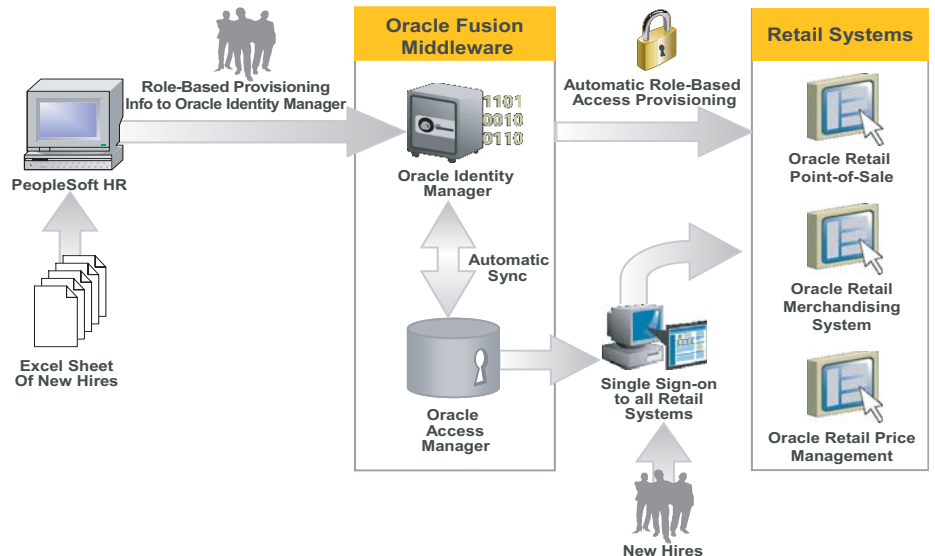 Oracle Fusion
Middleware
Retail Systems
Role-Based Provisioning
Info to Oracle Identity Manager
Automatic Role-Based
Access Provisioning
1101
0010
0110
PeopleSoft HR
Oracle Identity
Manager
Oracle Retail
Point-of-Sale
Automatic
Sync
Oracle Retail
Merchandising
System
Excel Sheet
Of New Hires
Single Sign-on
to all Retail
Systems
Oracle
Access
Manager
Oracle Retail Price
Management
New Hires